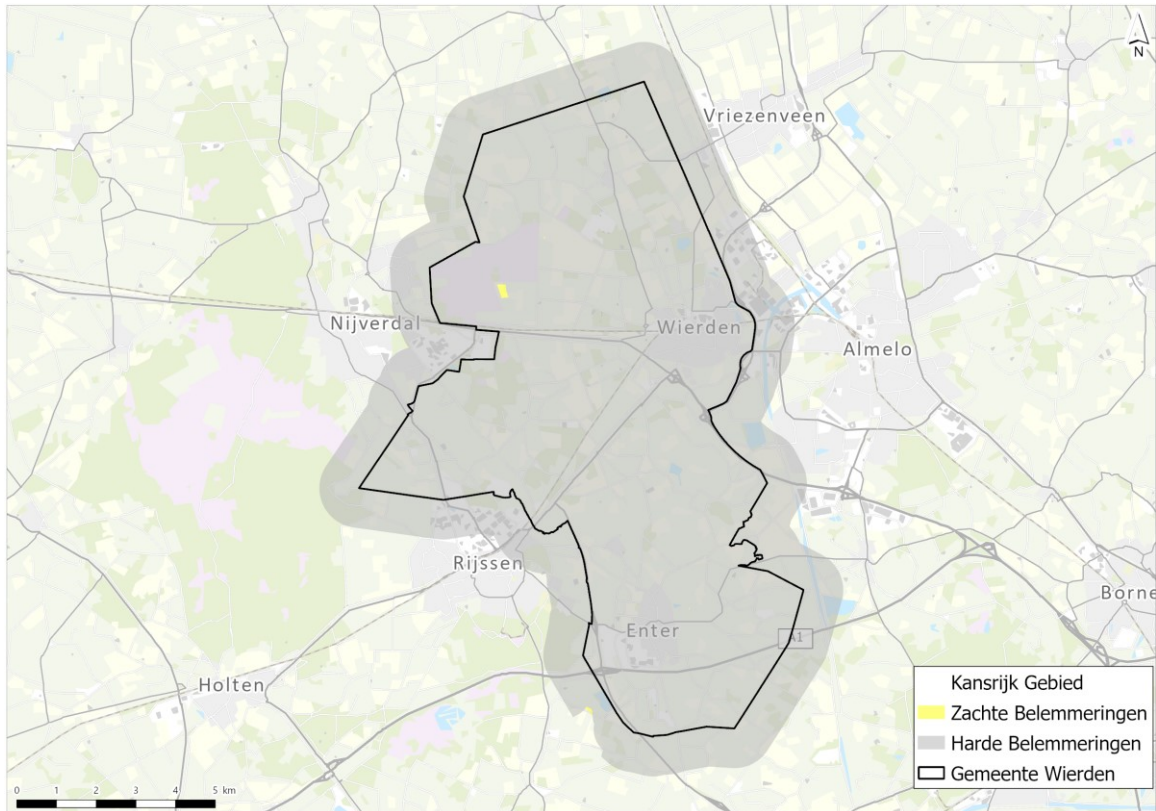 N
Vriezenveen
Nijverdal
Wierden
Almelo
Rijssen
Enter
A1
Borne
Holten
Kansrijk Gebied
Zachte Belemmeringen
Harde Belemmeringen
Gemeente Wierden
0 1 2 3 4 5 km